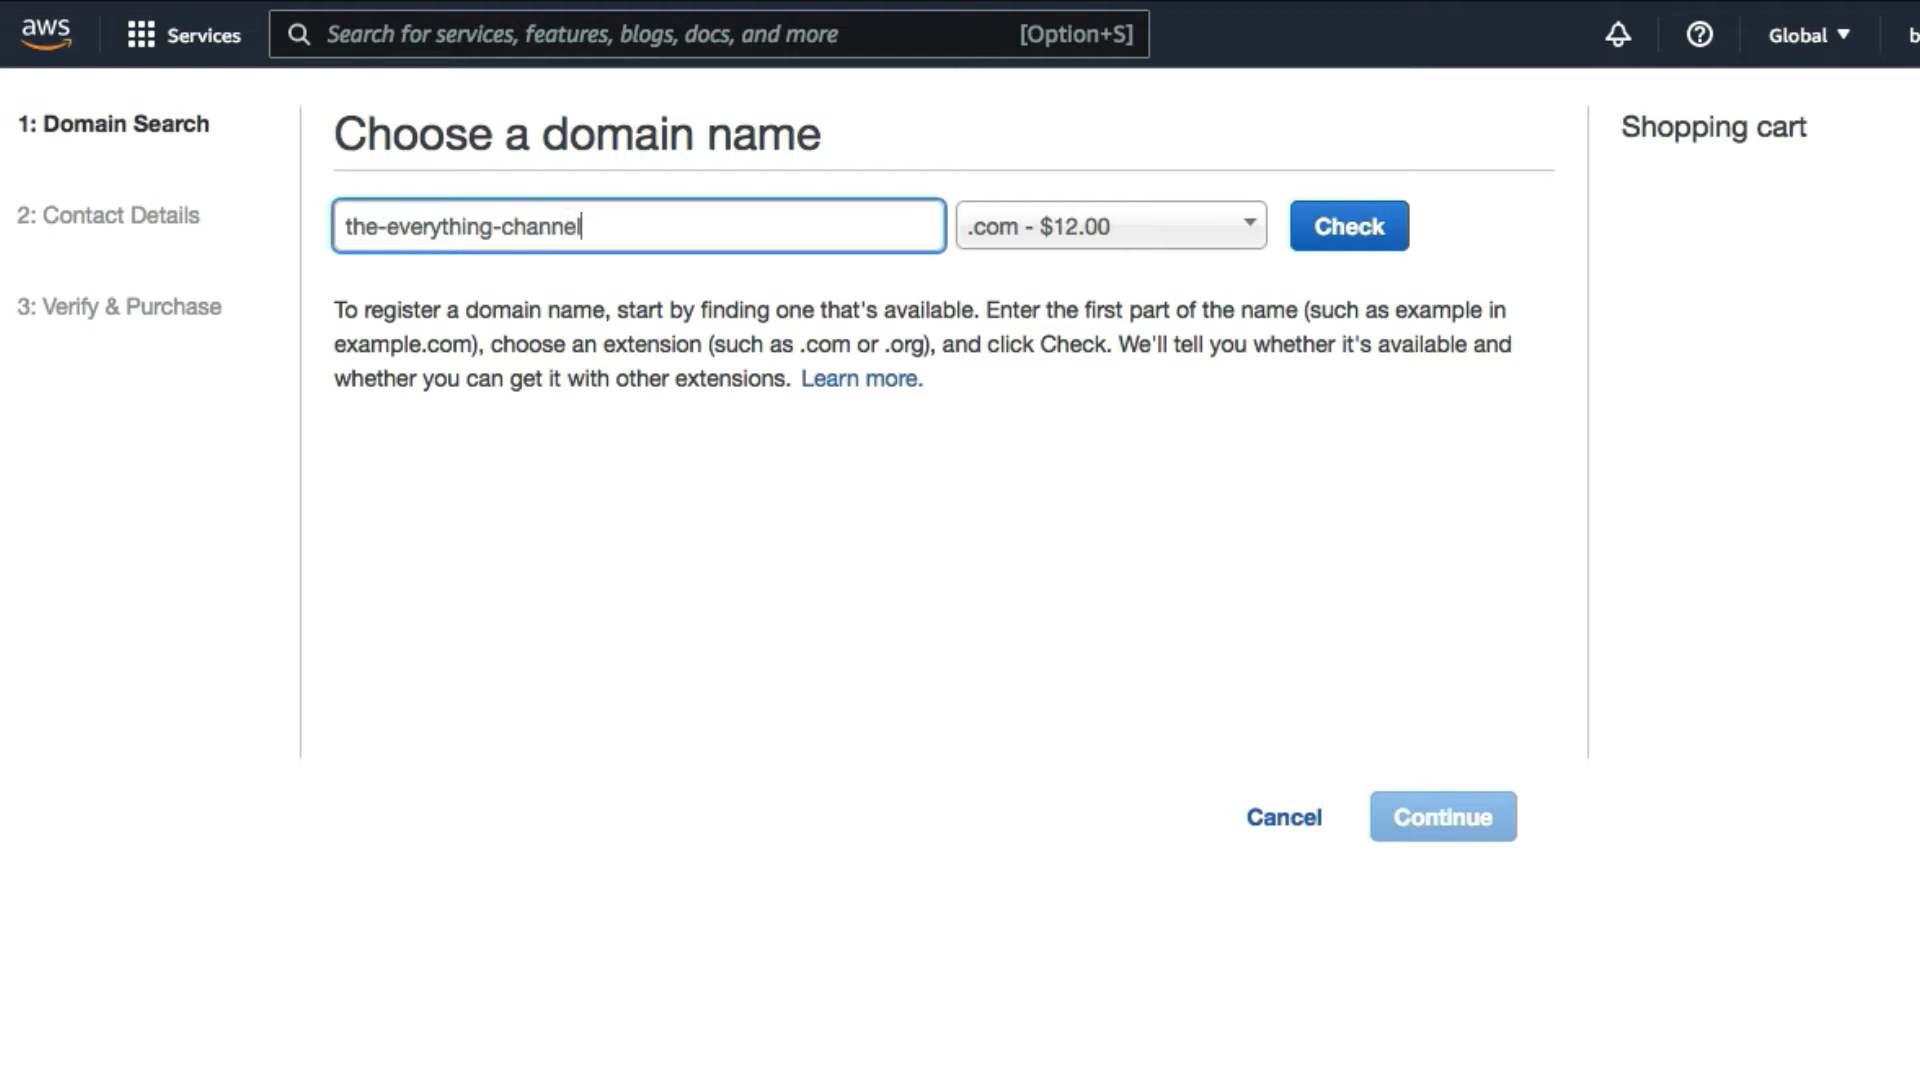 aws
Services
Search for services, features, blogs, docs, and more [Option+S]
Global ▼
b
1: Domain Search
2: Contact Details
3: Verify & Purchase
Choose a domain name
the-everything-channel
.com - $12.00
Check
To register a domain name, start by finding one that's available. Enter the first part of the name (such as example in
example.com), choose an extension (such as .com or .org), and click Check. We'll tell you whether it's available and
whether you can get it with other extensions. Learn more.
Shopping cart
Cancel
Continue